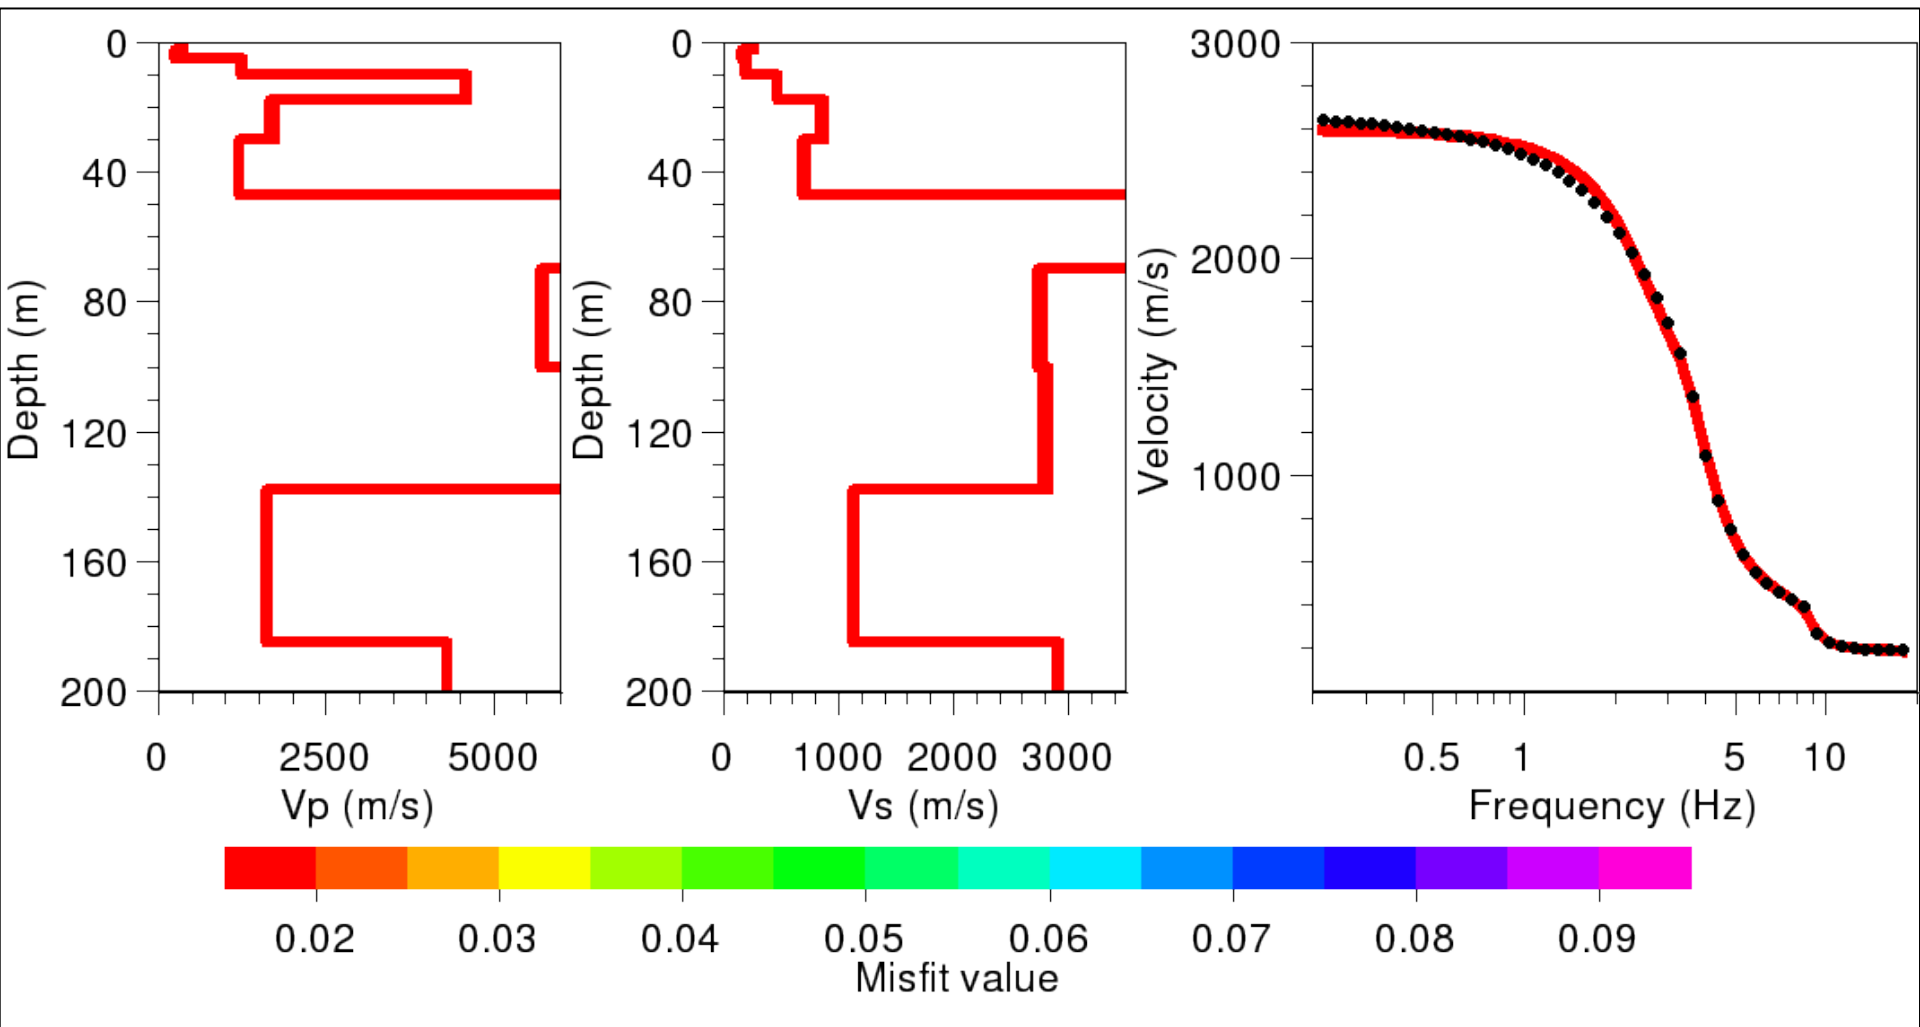 0
40
80
120
160
200
Depth (m)
0 2500 5000
Vp (m/s)
0
40
80
120
160
200
Depth (m)
0 1000 2000 3000
Vs (m/s)
3000
2000
1000
Velocity (m/s)
0.5 1 5 10
Frequency (Hz)
0.02 0.03 0.04 0.05 0.06 0.07 0.08 0.09
Misfit value